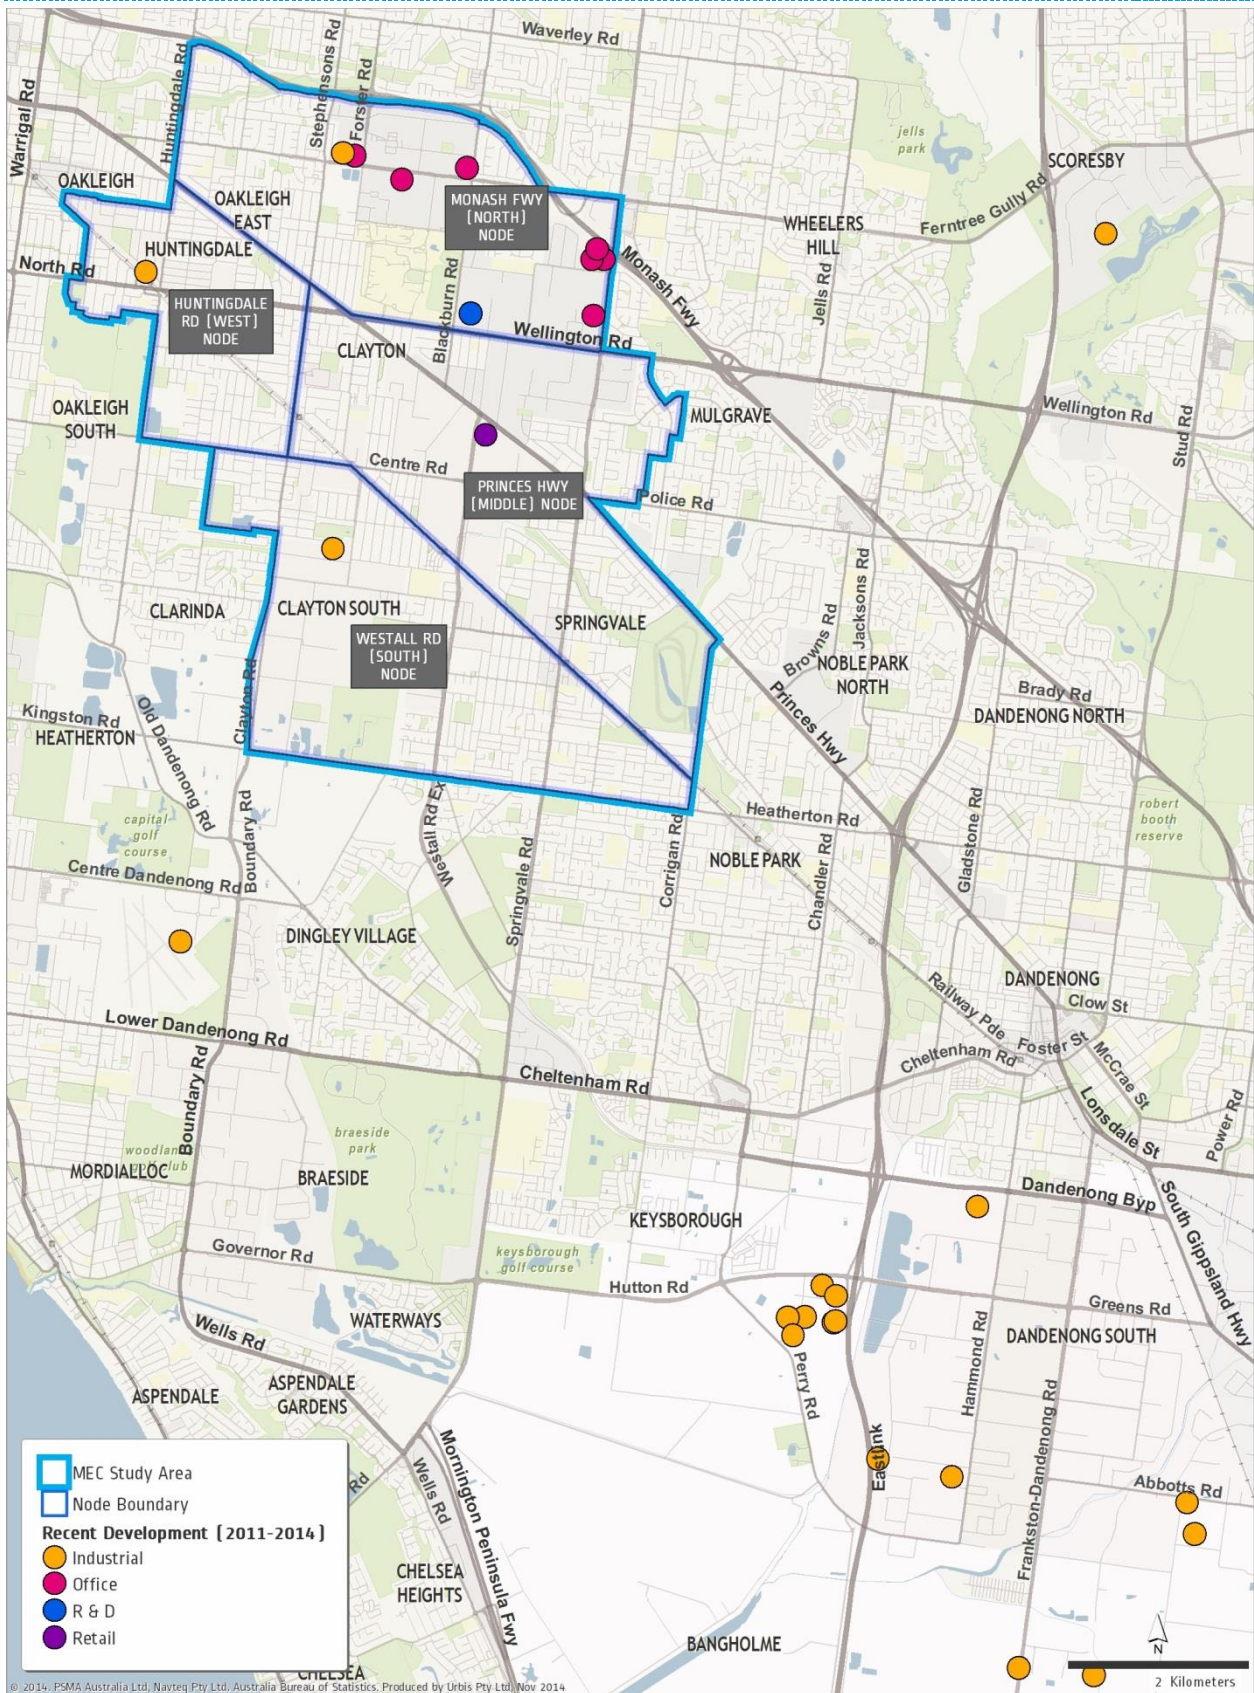 Waverley Rd
Stephensons Rd
Forster Rd
Huntingdale Rd
Warrigal Rd
jells
park
SCORESBY
OAKLEIGH
OAKLEIGH
EAST
MONASH FWY
[NORTH]
NODE
WHEELERS
HILL
Ferntree Gully Rd
HUNTINGDALE
North Rd
Monash Fwy
Jells Rd
HUNTINGDALE
RD [WEST]
NODE
Blackburn Rd
Wellington Rd
CLAYTON
OAKLEIGH
SOUTH
MULGRAVE
Wellington Rd
Stud Rd
Centre Rd
PRINCES HWY
[MIDDLE] NODE
Police Rd
Jacksons Rd
CLARINDA
CLAYTON SOUTH
SPRINGVALE
Browns Rd
WESTALL RD
[SOUTH]
NODE
NOBLE PARK
NORTH
Clayton Rd
Brady Rd
Princes Hwy
DANDENONG NORTH
Kingston Rd
HEATHERTON
Old Dandenong Rd
Westall Rd Ex
Boundary Rd
Heatherton Rd
Gladstone Rd
robert
booth
reserve
capital
golf
course
Corrigan Rd
NOBLE PARK
Chandler Rd
Centre Dandenong Rd
Springvale Rd
DINGLEY VILLAGE
DANDENONG
Railway Pde
Clow St
Lower Dandenong Rd
Foster St
Cheltenham Rd
McCrae St
Cheltenham Rd
Boundary Rd
Lonsdale St
Power Rd
braeside
park
woodlan
golf club
MORDIALLOC
BRAESIDE
Dandenong Byp
South Gippsland Hwy
KEYSBOROUGH
Governor Rd
keysborough
golf course
Hutton Rd
Greens Rd
WATERWAYS
Wells Rd
Hammond Rd
DANDENONG SOUTH
Perry Rd
ASPENDALE
ASPENDALE
GARDENS
Frankston-Dandenong Rd
Eastlink
Mornington Peninsula Fwy
Wells Rd
Rd
Abbotts Rd
MEC Study Area
Node Boundary
Recent Development [2011-2014]
Industrial
Office
R & D
Retail
CHELSEA
HEIGHTS
BANGHOLME
CHELSEA
N
2 Kilometers
© 2014. PSMA Australia Ltd, Navteq Pty Ltd, Australia Bureau of Statistics. Produced by Urbis Pty Ltd, Nov 2014